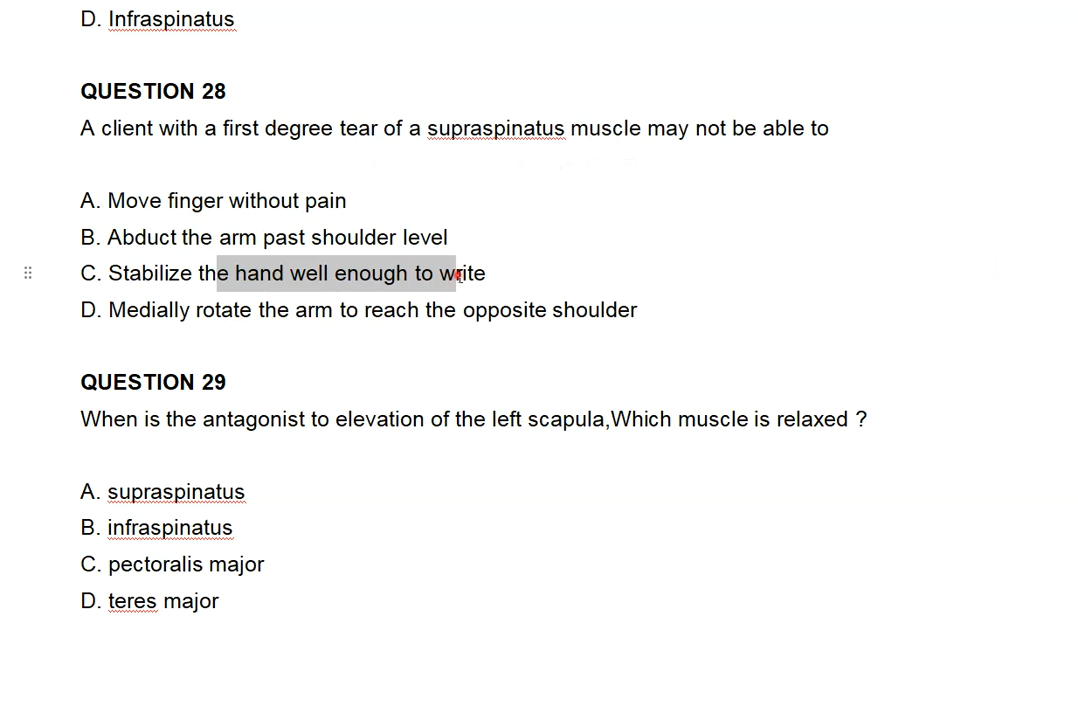 D. Infraspinatus
QUESTION 28
A client with a first degree tear of a supraspinatus muscle may not be able to
A. Move finger without pain
B. Abduct the arm past shoulder level
C. Stabilize the hand well enough to write
D. Medially rotate the arm to reach the opposite shoulder
QUESTION 29
When is the antagonist to elevation of the left scapula,Which muscle is relaxed ?
A. supraspinatus
B. infraspinatus
C. pectoralis major
D. teres major